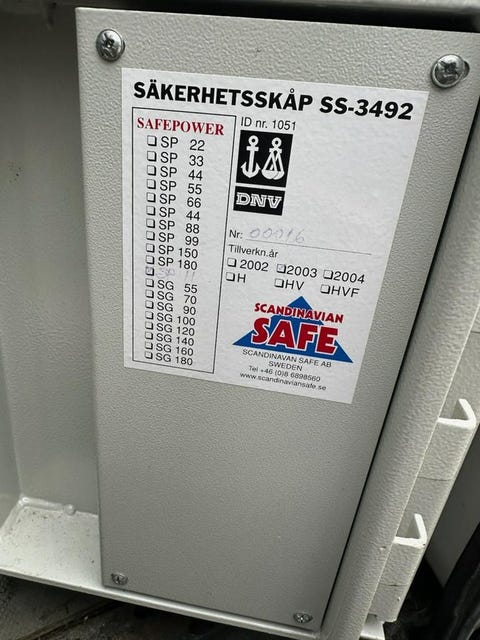 SÄKERHETSSKÅP SS-3492
SAFEPOWER
SP 22
SP 33
SP 44
SP 55
SP 66
SP 44
SP 88
SP 99
SP 150
SP 180
SP 11
SG 55
SG 70
SG 90
SG 100
SG 120
SG 140
SG 160
SG 180
ID nr. 1051
DNV
Nr: 00016
Tillverkn.år
2002 2003 2004
H HV HVF
SCANDINAVIAN
SAFE
SCANDINAVAN SAFE AB
SWEDEN
Tel +46 (0)8 6898560
www.scandinaviansafe.se